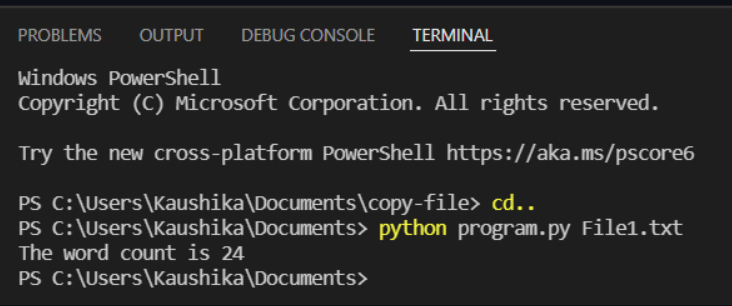 PROBLEMS OUTPUT DEBUG CONSOLE TERMINAL
Windows PowerShell
Copyright (C) Microsoft Corporation. All rights reserved.
Try the new cross-platform PowerShell https://aka.ms/pscore6
PS C:\Users\Kaushika\Documents\copy-file> cd..
PS C:\Users\Kaushika\Documents> python program.py File1.txt
The word count is 24
PS C:\Users\Kaushika\Documents>